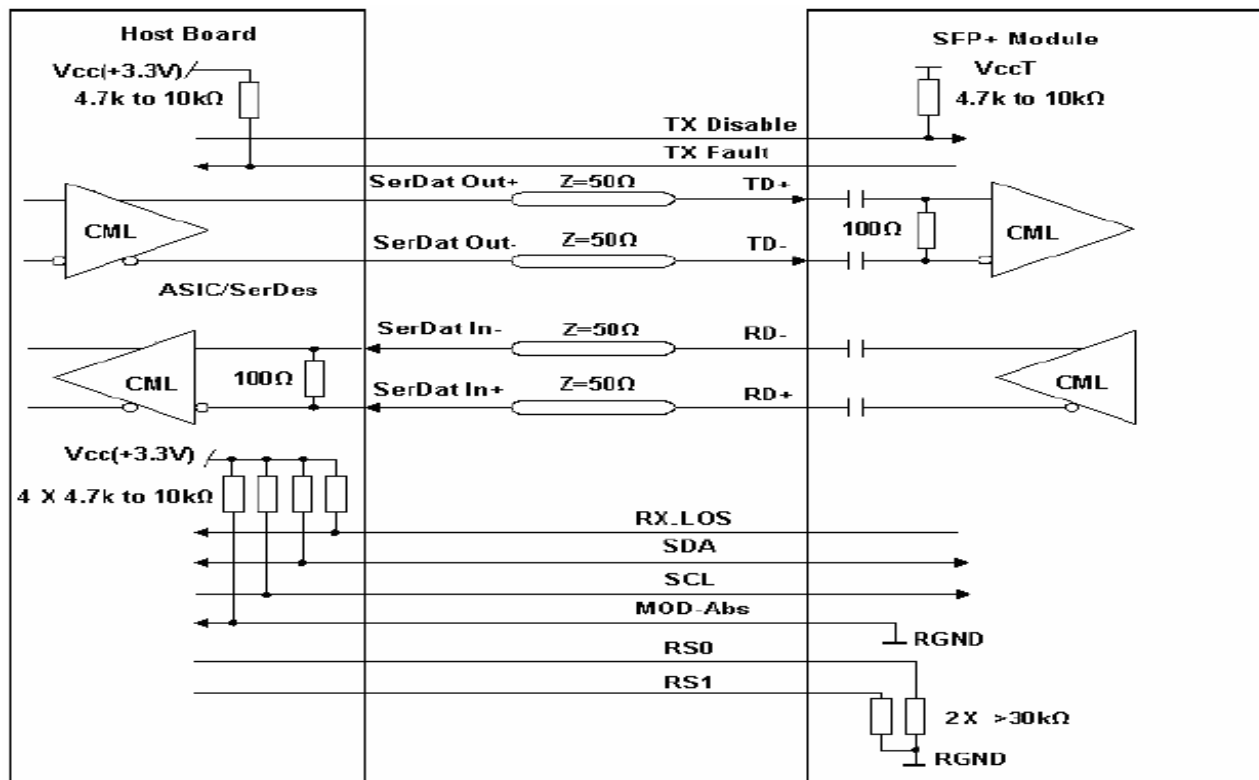 Host Board
SFP+ Module
Vcc(+3.3V)
4.7k to 10kΩ
VccT
4.7k to 10kΩ
TX Disable
TX Fault
SerDat Out+
Z=50Ω
TD+
CML
100Ω
CML
SerDat Out-
Z=50Ω
TD-
ASIC/SerDes
SerDat In-
Z=50Ω
RD-
CML
100Ω
CML
SerDat In+
Z=50Ω
RD+
Vcc(+3.3V)
4 X 4.7k to 10kΩ
RX_LOS
SDA
SCL
MOD-Abs
RGND
RS0
RS1
2X >30kΩ
RGND